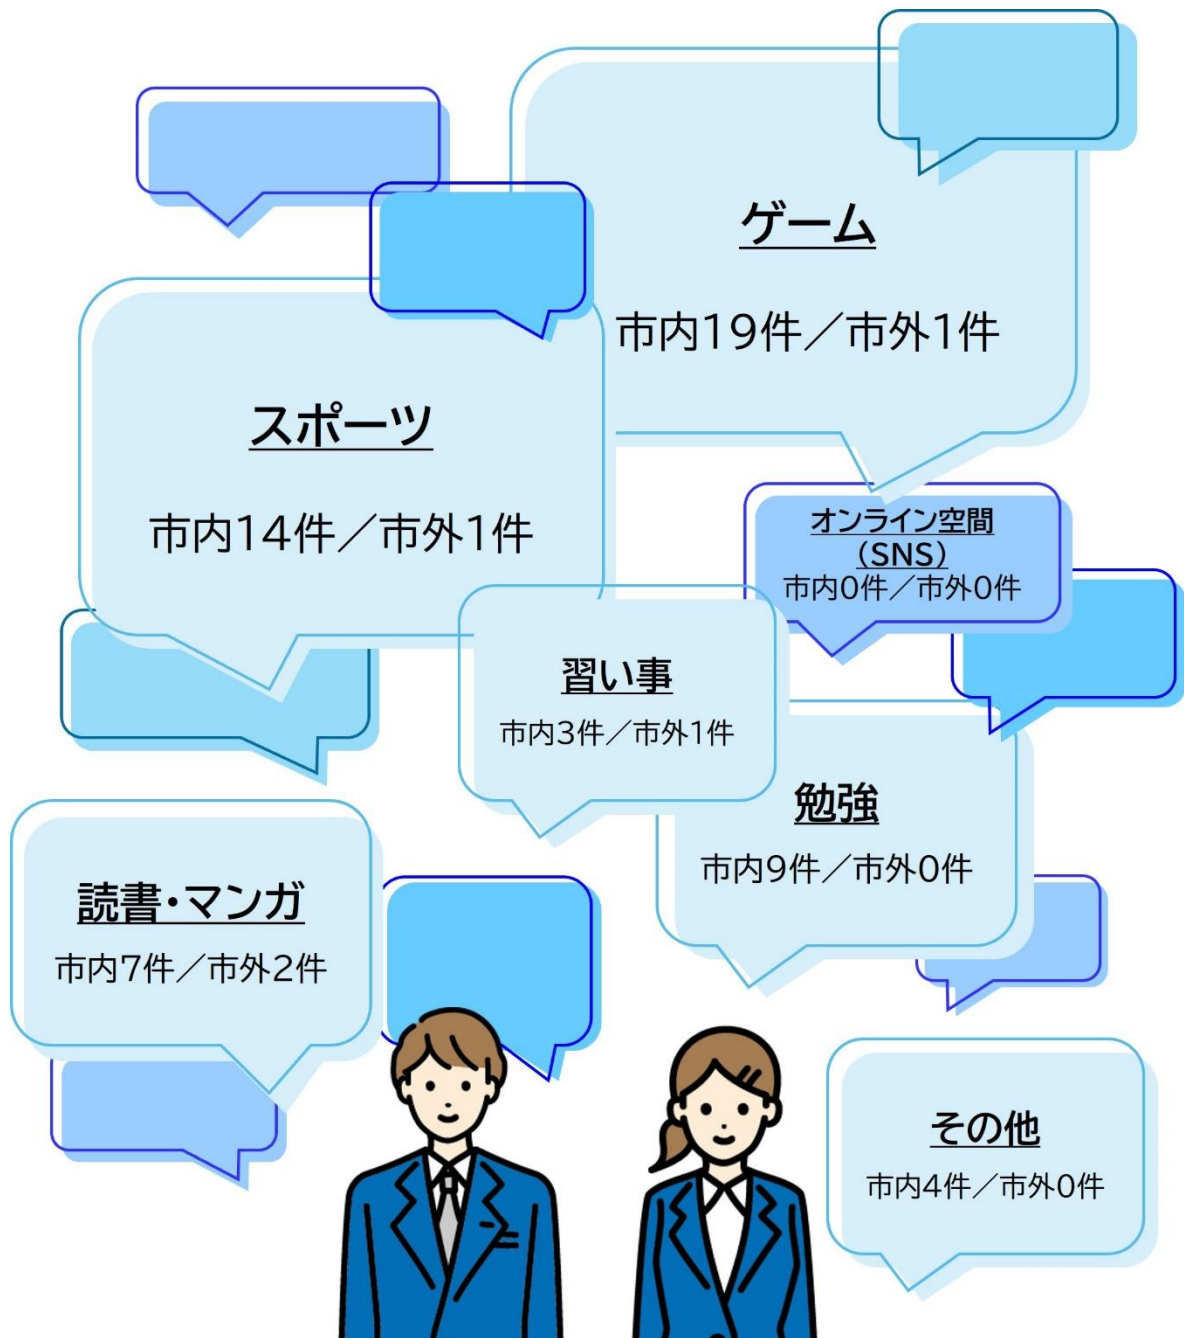 ゲーム
市内19件／市外1件
スポーツ
市内14件／市外1件
オンライン空間
（SNS）
市内0件／市外0件
習い事
市内3件／市外1件
勉強
市内9件／市外0件
読書・マンガ
市内7件／市外2件
その他
市内4件／市外0件